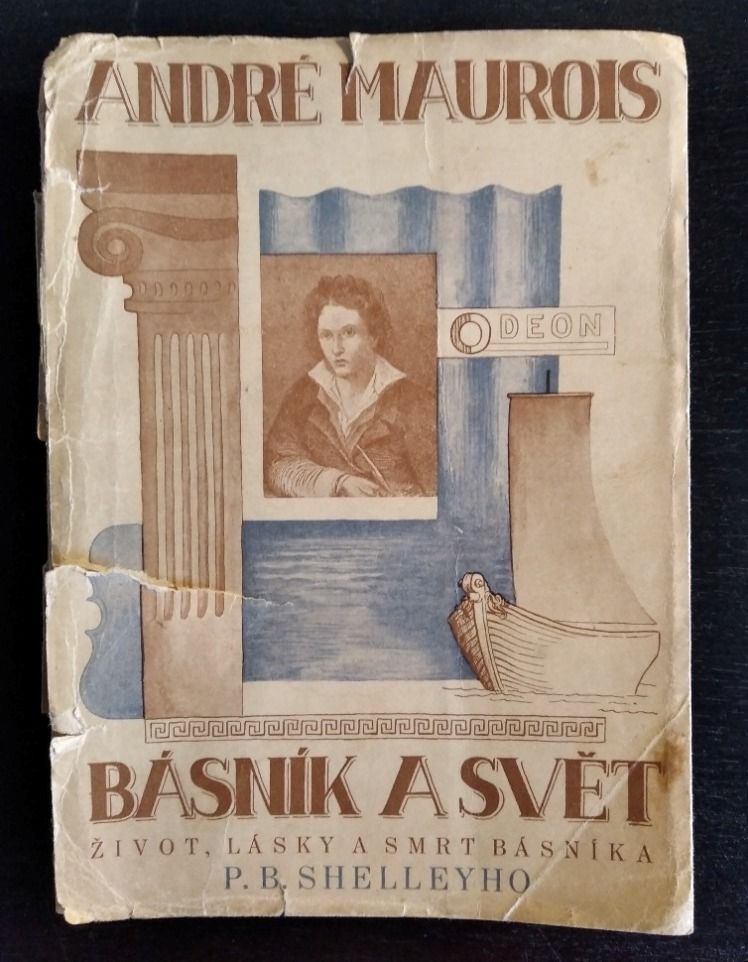 ANDRÉ MAUROIS
ODEON
BÁSNÍK A SVĚT
ŽIVOT, LÁSKY A SMRT BÁSNÍKA
P. B. SHELLEYHO